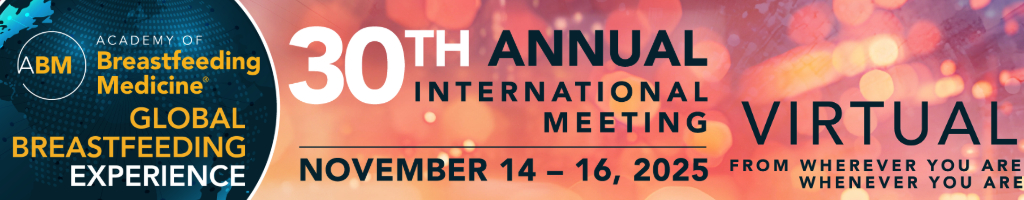 ABM
ACADEMY OF
Breastfeeding
Medicine®
GLOBAL
BREASTFEEDING
EXPERIENCE
30TH ANNUAL
INTERNATIONAL
MEETING
NOVEMBER 14 – 16, 2025
VIRTUAL
FROM WHEREVER YOU ARE
WHENEVER YOU ARE